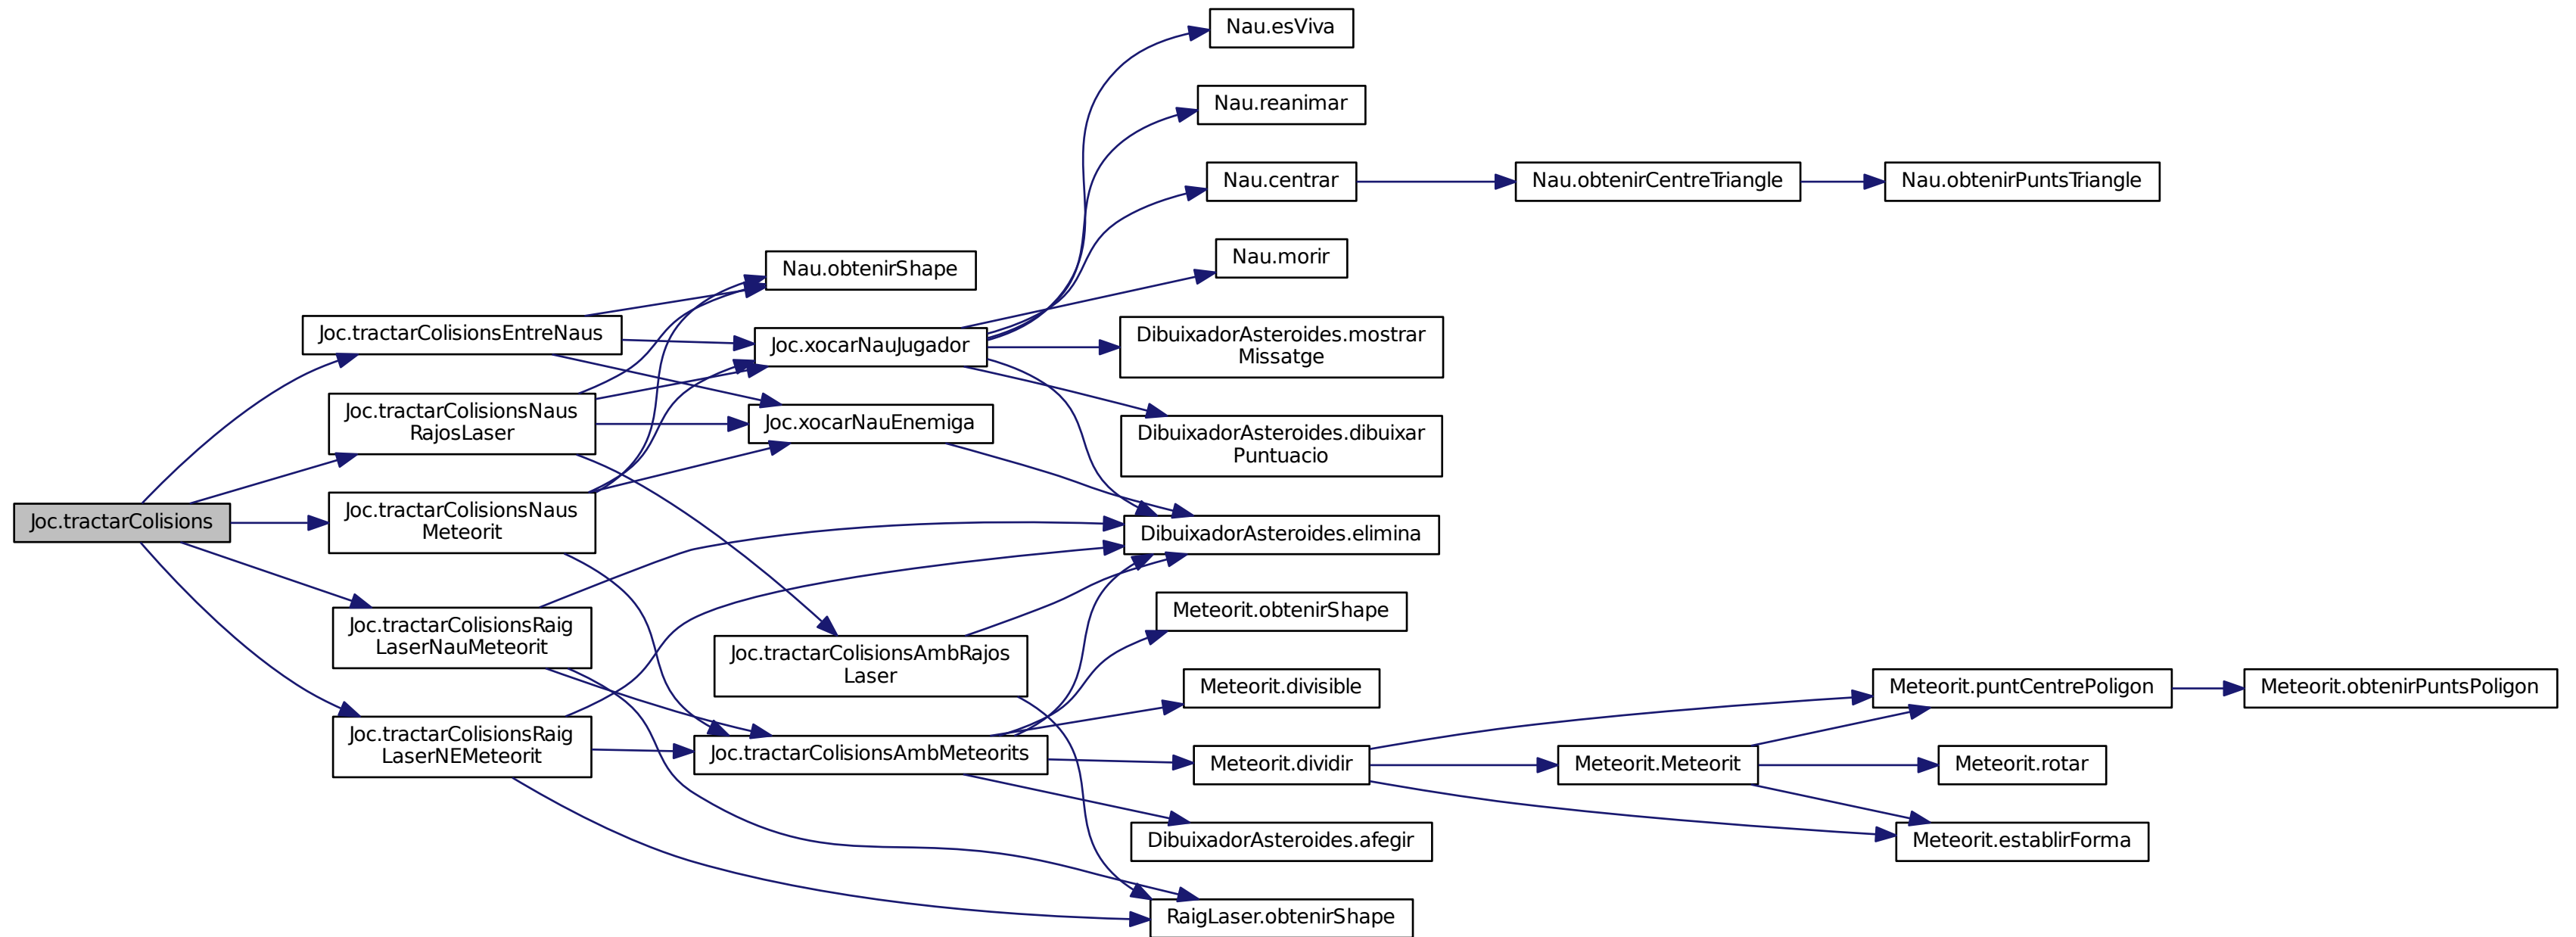 Joc.tractarColisions
Joc.tractarColisionsEntreNaus
Joc.tractarColisionsNaus
RajosLaser
Joc.tractarColisionsNaus
Meteorit
Joc.tractarColisionsRaig
LaserNauMeteorit
Joc.tractarColisionsRaig
LaserNEMeteorit
Nau.obtenirShape
Joc.xocarNauJugador
Joc.xocarNauEnemiga
Joc.tractarColisionsAmbRajos
Laser
Joc.tractarColisionsAmbMeteorits
Nau.esViva
Nau.reanimar
Nau.centrar
Nau.morir
DibuixadorAsteroides.mostrar
Missatge
DibuixadorAsteroides.dibuixar
Puntuacio
DibuixadorAsteroides.elimina
Meteorit.obtenirShape
Meteorit.divisible
Meteorit.dividir
DibuixadorAsteroides.afegir
RaigLaser.obtenirShape
Nau.obtenirCentreTriangle
Meteorit.Meteorit
Nau.obtenirPuntsTriangle
Meteorit.puntCentrePoligon
Meteorit.rotar
Meteorit.establirForma
Meteorit.obtenirPuntsPoligon